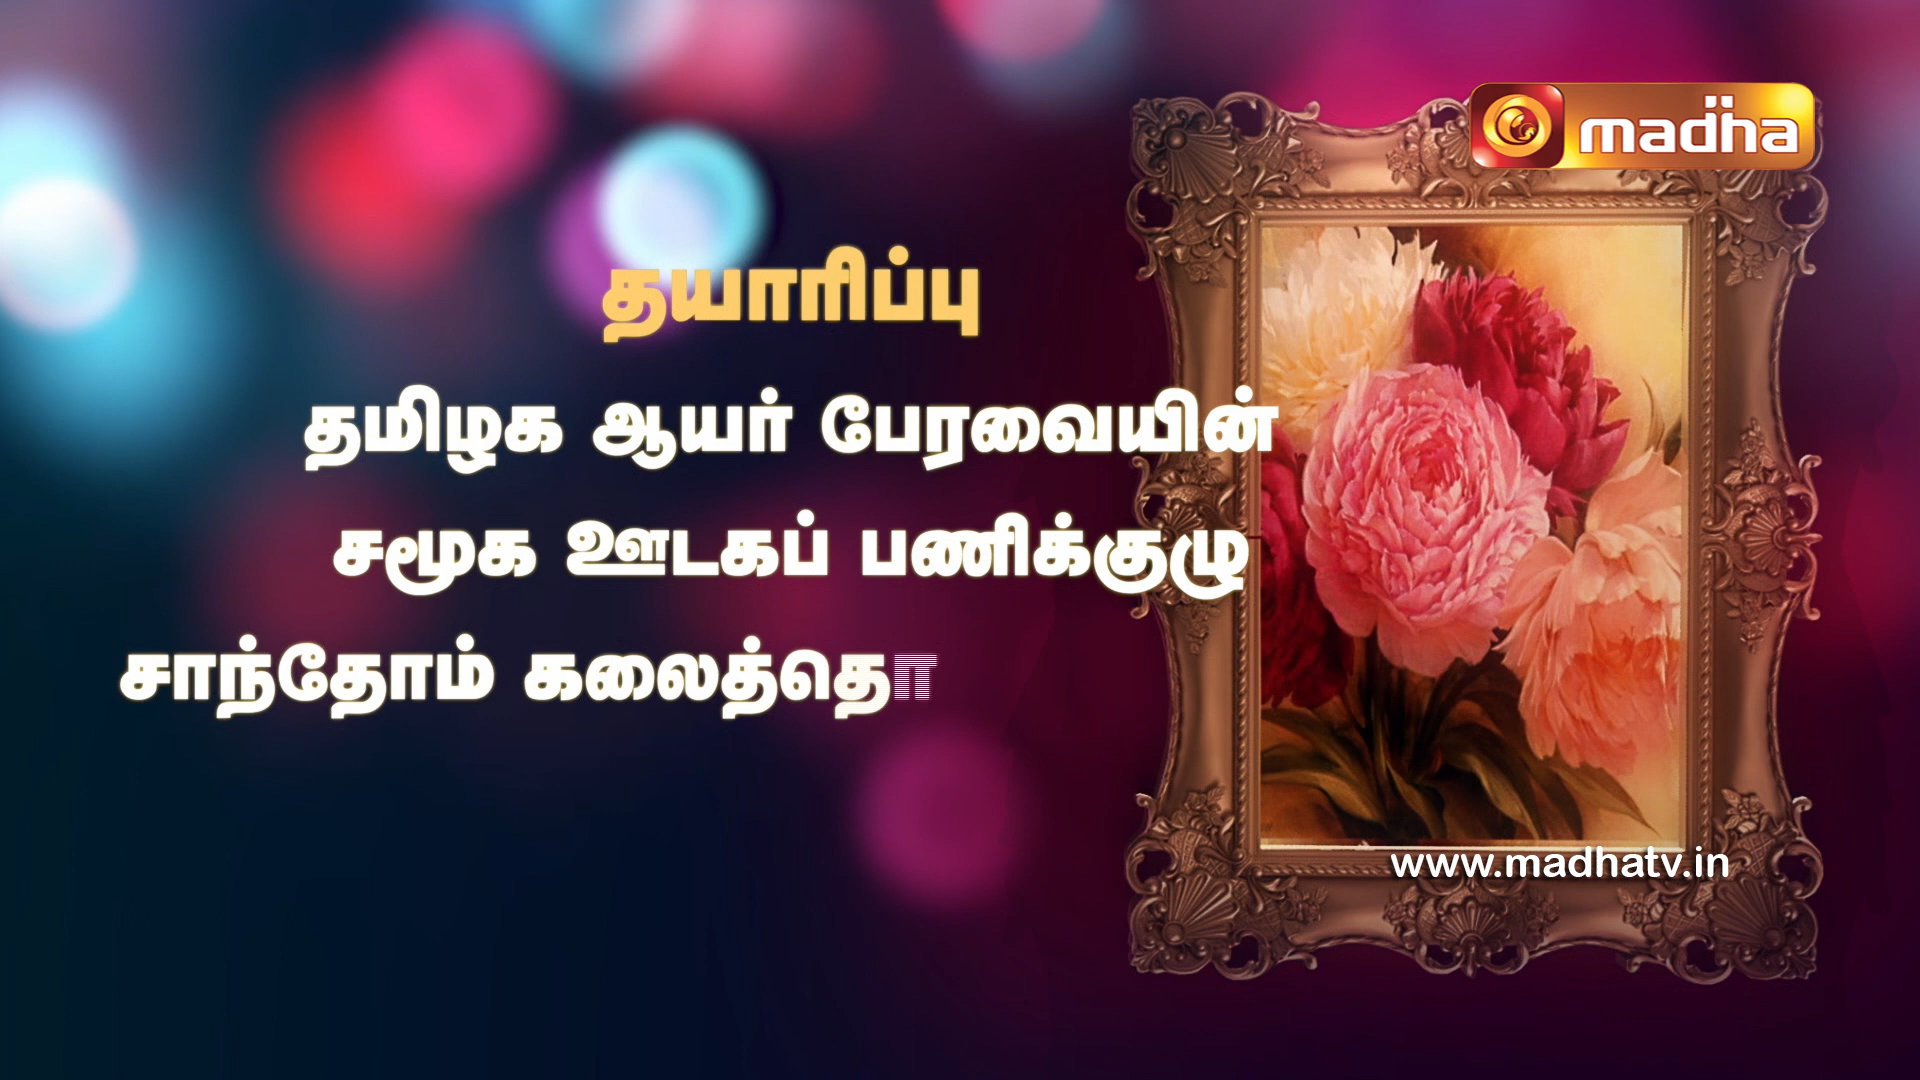 madha
தயாரிப்பு
தமிழக ஆயர் பேரவையின்
சமூக ஊடகப் பணிக்குழு
சாந்தோம் கலைத்தொ
www.madhatv.in